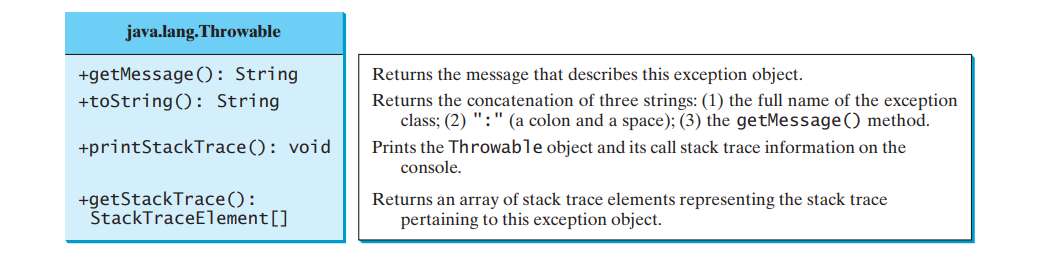 java.lang.Throwable
+getMessage(): String
Returns the message that describes this exception object.
+toString(): String
Returns the concatenation of three strings: (1) the full name of the exception
class; (2) ":" (a colon and a space); (3) the getMessage() method.
+printStackTrace(): void
Prints the Throwable object and its call stack trace information on the
console.
+getStackTrace():
StackTraceElement[]
Returns an array of stack trace elements representing the stack trace
pertaining to this exception object.